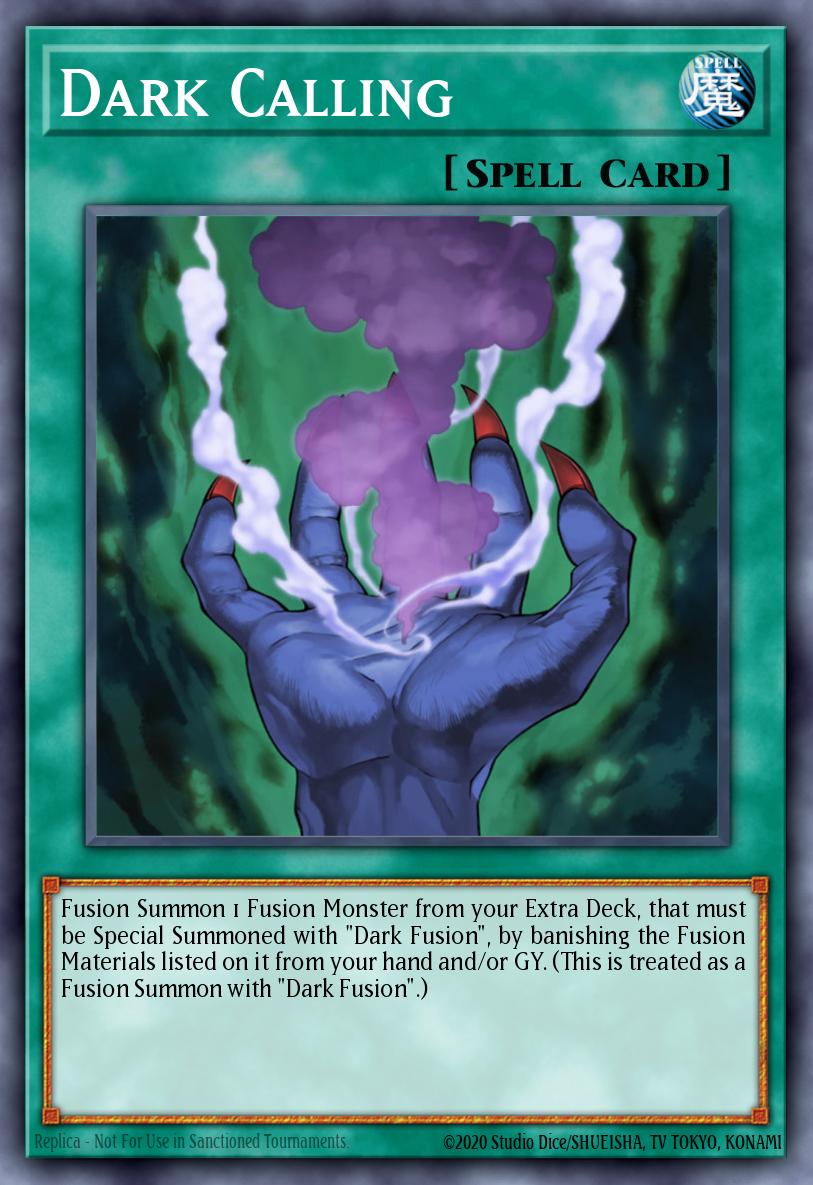 Dark Calling
SPELL
魔
[ Spell Card ]
Fusion Summon 1 Fusion Monster from your Extra Deck, that must
be Special Summoned with "Dark Fusion", by banishing the Fusion
Materials listed on it from your hand and/or GY. (This is treated as a
Fusion Summon with "Dark Fusion".)
Replica - Not For Use in Sanctioned Tournaments.
©2020 Studio Dice/SHUEISHA, TV TOKYO, KONAMI